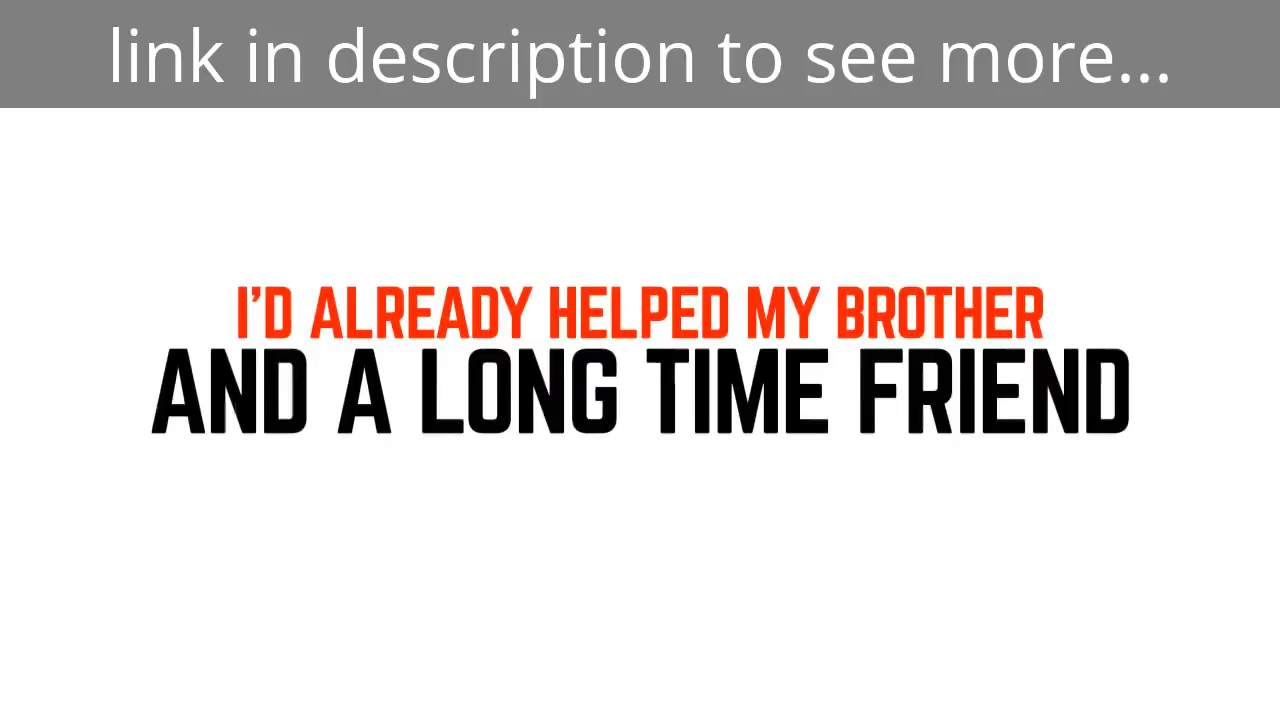 link in description to see more...
I’D ALREADY HELPED MY BROTHER
AND A LONG TIME FRIEND